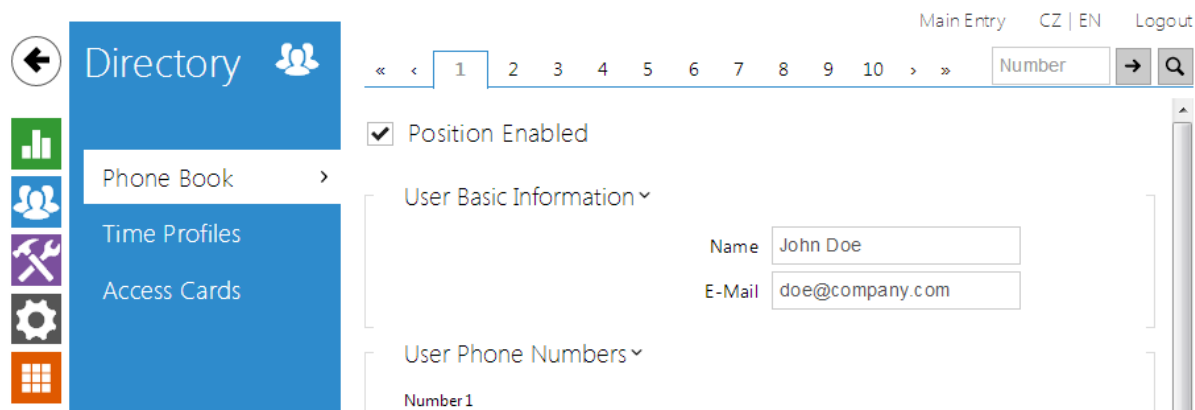 Main Entry CZ | EN Logout
Directory
« ‹ 1 2 3 4 5 6 7 8 9 10 › » Number
Position Enabled
Phone Book ›
User Basic Information
Time Profiles
Name John Doe
Access Cards
E-Mail doe@company.com
User Phone Numbers
Number 1